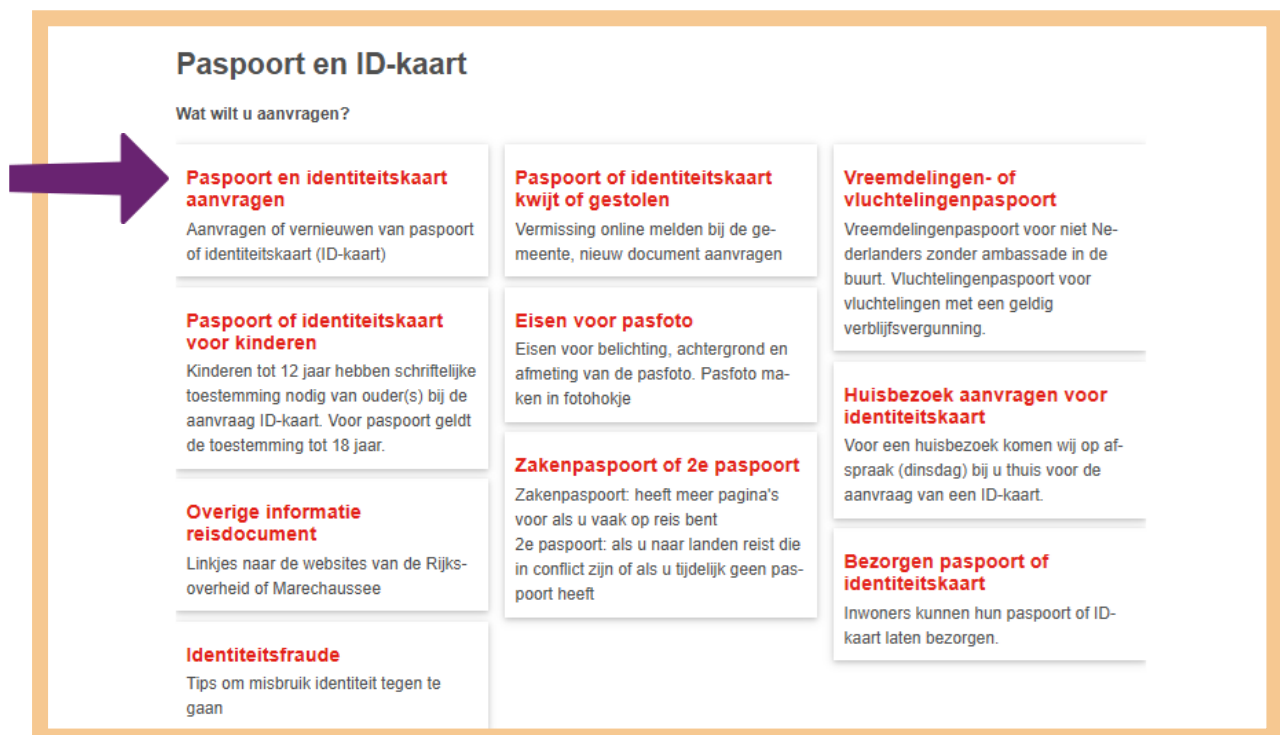 Paspoort en ID-kaart
Wat wilt u aanvragen?
Paspoort en identiteitskaart
aanvragen
Aanvragen of vernieuwen van paspoort
of identiteitskaart (ID-kaart)
Paspoort of identiteitskaart
voor kinderen
Kinderen tot 12 jaar hebben schriftelijke
toestemming nodig van ouder(s) bij de
aanvraag ID-kaart. Voor paspoort geldt
de toestemming tot 18 jaar.
Overige informatie
reisdocument
Linkjes naar de websites van de Rijks-
overheid of Marechaussee
Identiteitsfraude
Tips om misbruik identiteit tegen te
gaan
Paspoort of identiteitskaart
kwijt of gestolen
Vermissing online melden bij de ge-
meente, nieuw document aanvragen
Eisen voor pasfoto
Eisen voor belichting, achtergrond en
afmeting van de pasfoto. Pasfoto ma-
ken in fotohokje
Zakenpaspoort of 2e paspoort
Zakenpaspoort: heeft meer pagina's
voor als u vaak op reis bent
2e paspoort: als u naar landen reist die
in conflict zijn of als u tijdelijk geen pas-
poort heeft
Vreemdelingen- of
vluchtelingenpaspoort
Vreemdelingenpaspoort voor niet Ne-
derlanders zonder ambassade in de
buurt. Vluchtelingenpaspoort voor
vluchtelingen met een geldig
verblijfsvergunning.
Huisbezoek aanvragen voor
identiteitskaart
Voor een huisbezoek komen wij op af-
spraak (dinsdag) bij u thuis voor de
aanvraag van een ID-kaart.
Bezorgen paspoort of
identiteitskaart
Inwoners kunnen hun paspoort of ID-
kaart laten bezorgen.